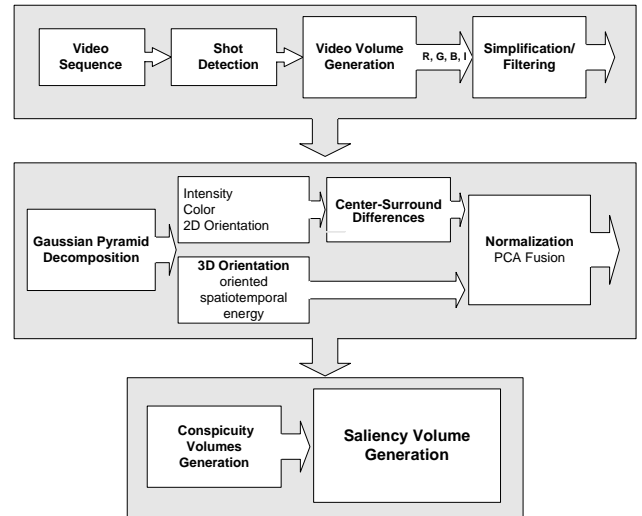 Video
Sequence
Shot
Detection
Video Volume
Generation
R, G, B, I
Simplification/
Filtering
Gaussian Pyramid
Decomposition
Intensity
Color
2D Orientation
Center-Surround
Differences
3D Orientation
oriented
spatiotemporal
energy
Normalization
PCA Fusion
Conspicuity
Volumes
Generation
Saliency Volume
Generation